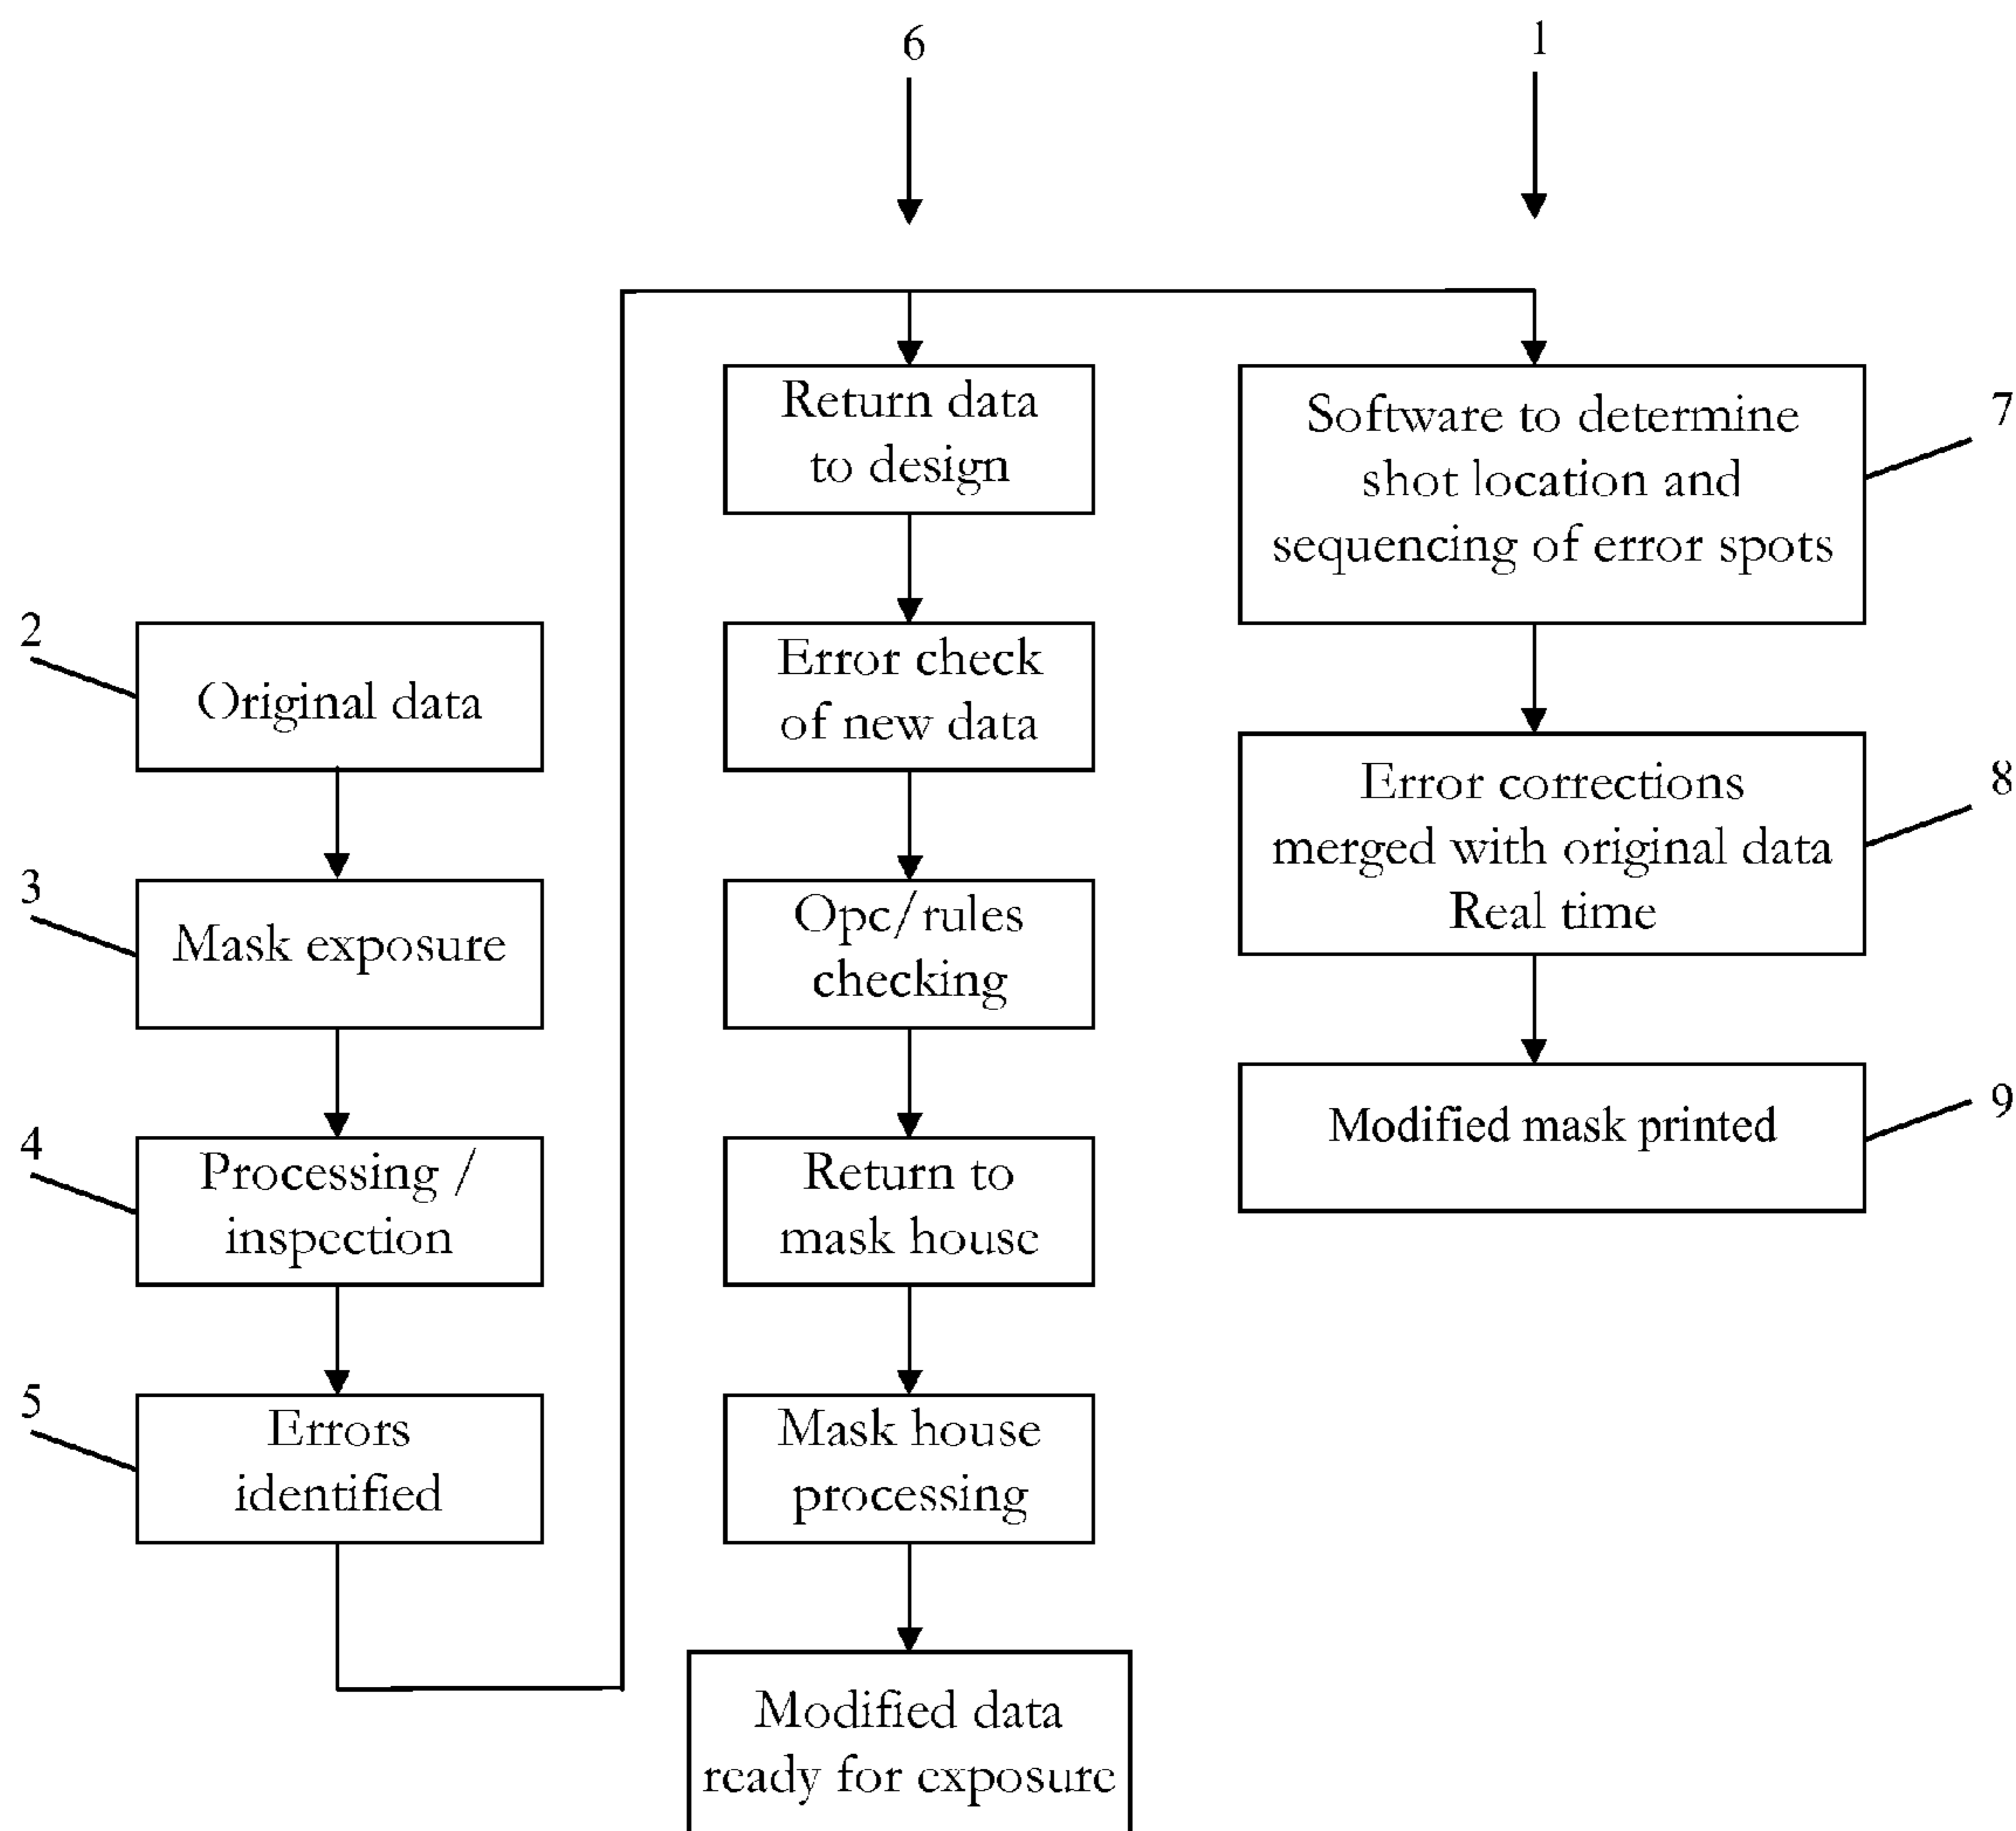 6
1
2
Original data
3
Mask exposure
4
Processing /
inspection
5
Errors
identified
Return data
to design
Error check
of new data
Opc/rules
checking
Return to
mask house
Mask house
processing
Modified data
ready for exposure
Software to determine
shot location and
sequencing of error spots
7
Error corrections
merged with original data
Real time
8
Modified mask printed
9